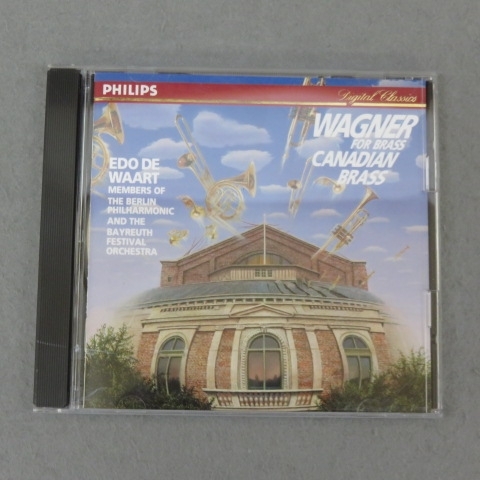 PHILIPS
Digital Classics
WAGNER
FOR BRASS
CANADIAN
BRASS
EDO DE
WAART
MEMBERS OF
THE BERLIN
PHILHARMONIC
AND THE
BAYREUTH
FESTIVAL
ORCHESTRA